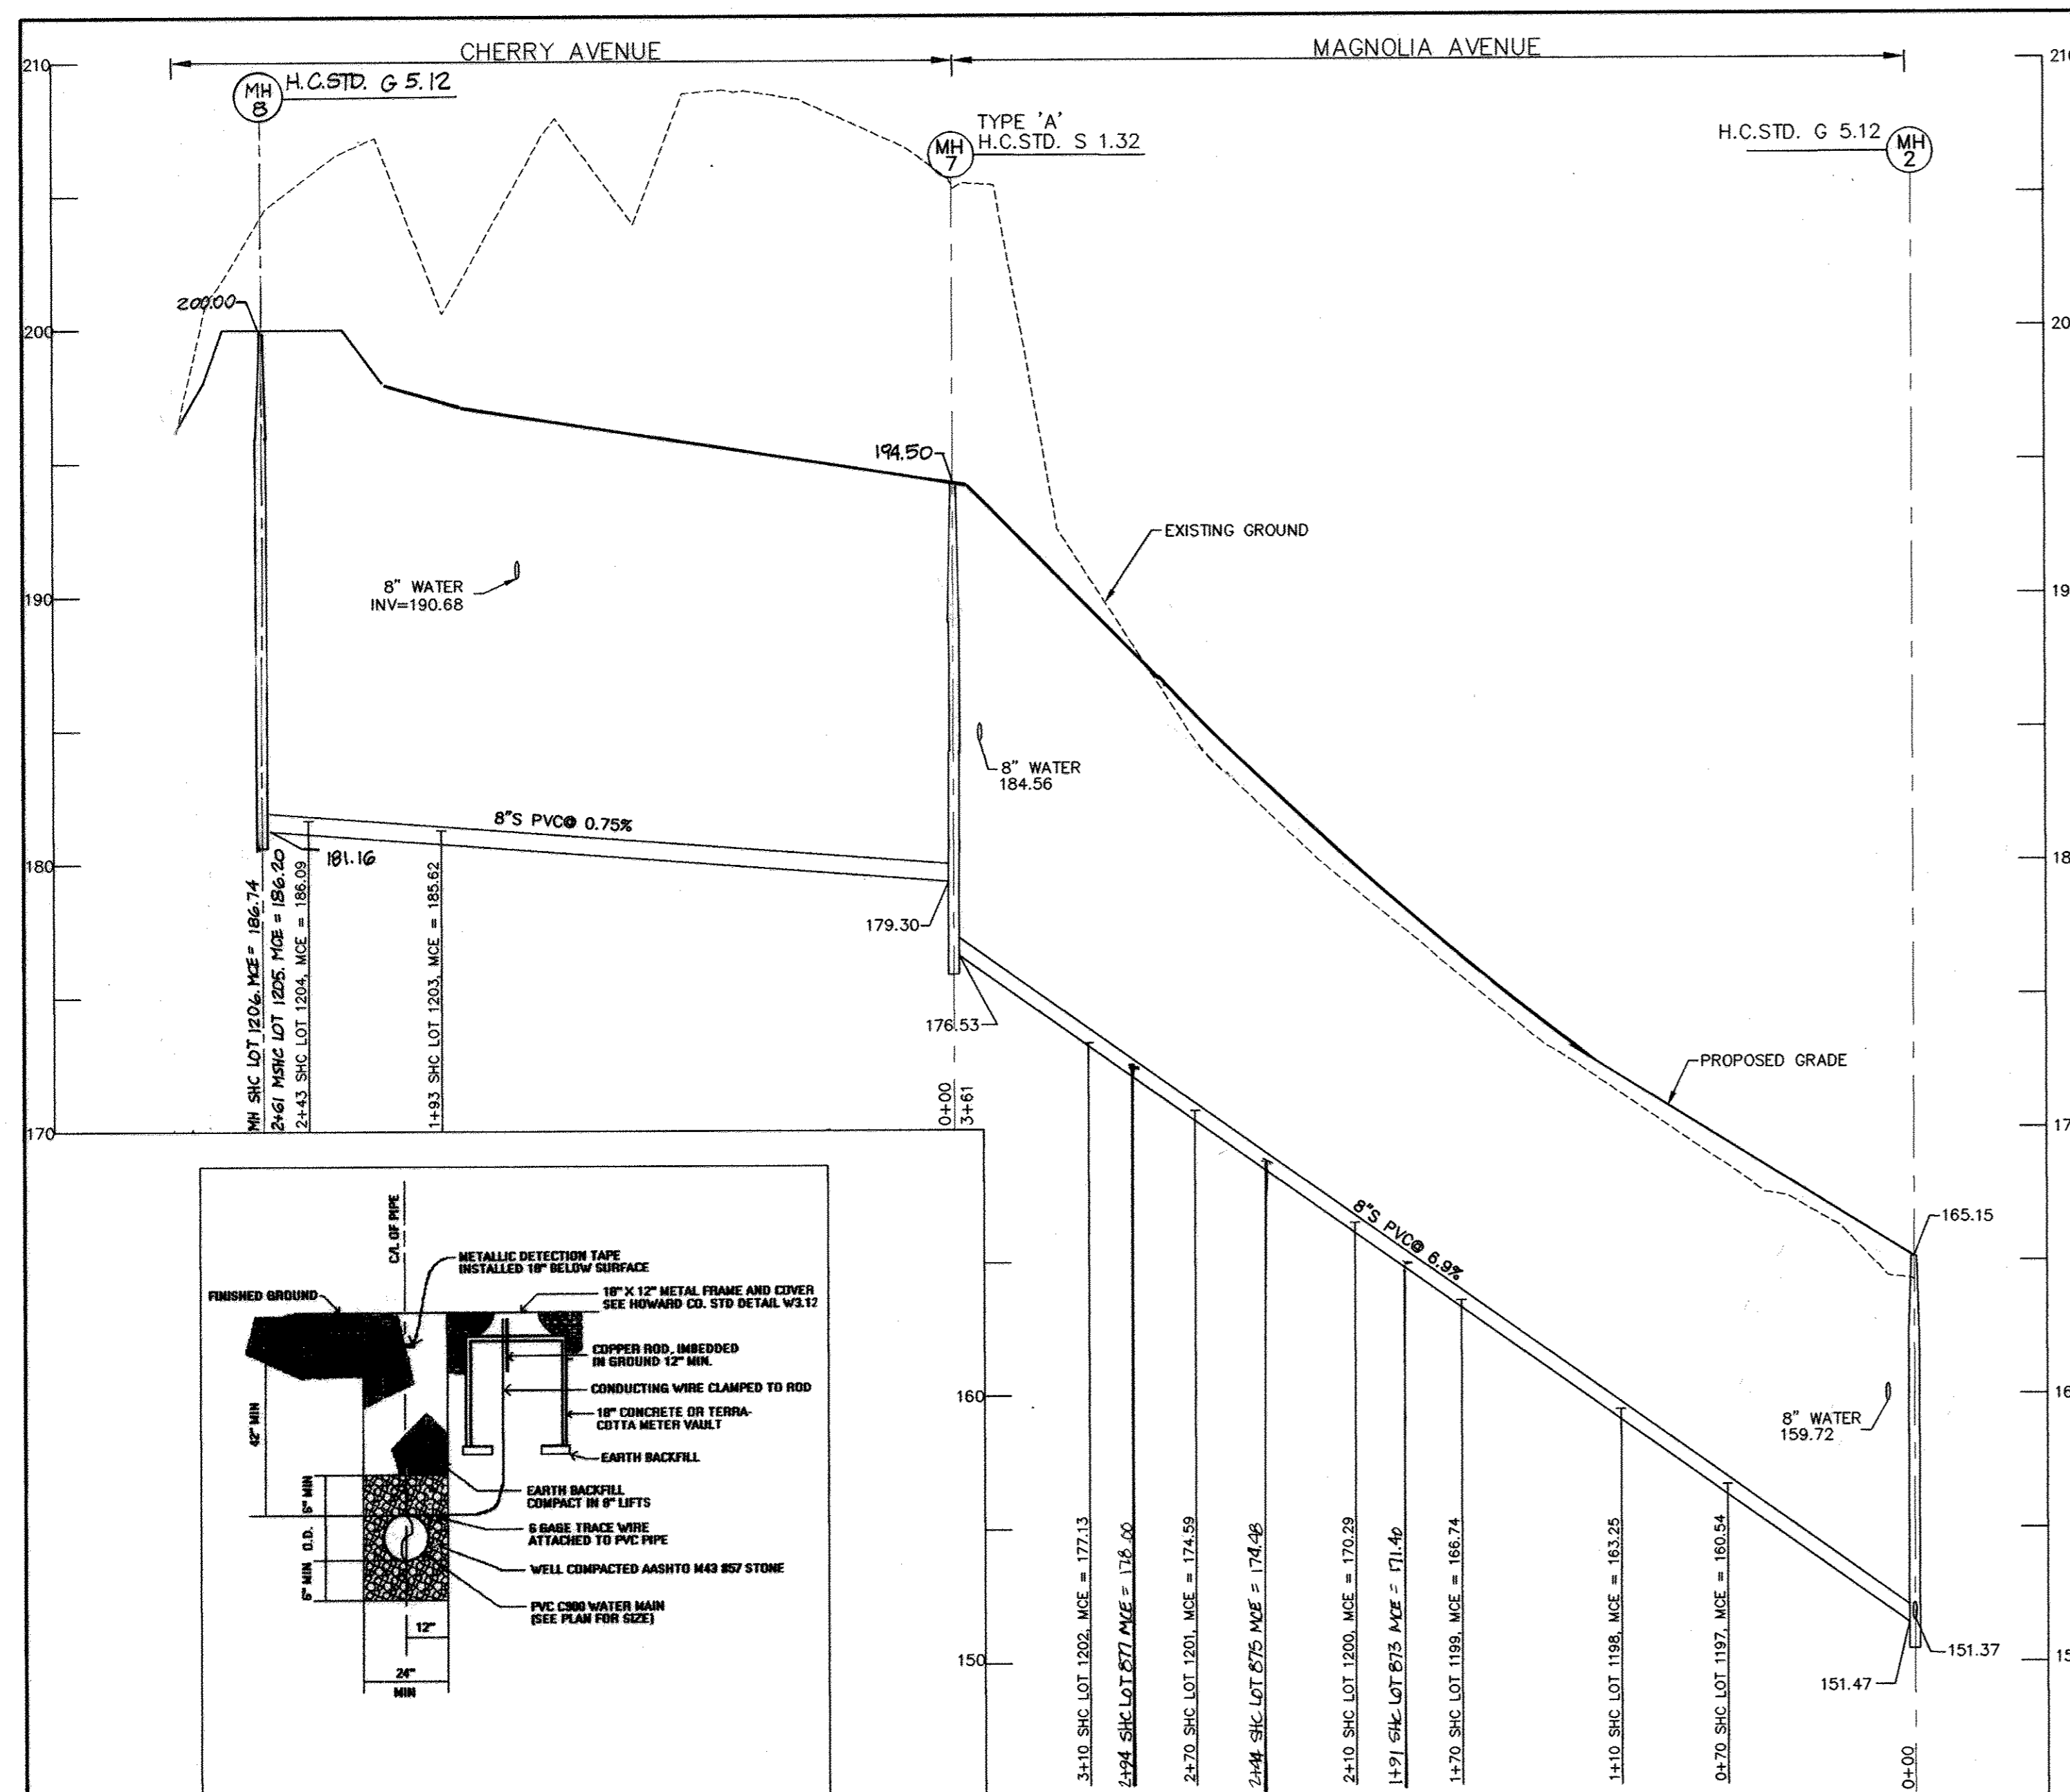 CHERRY AVENUE
MAGNOLIA AVENUE
210
MH
8
H.C.STD. G 5.12
MH
7
TYPE 'A'
H.C.STD. S 1.32
H.C.STD. G 5.12
MH
2
200.00
200
194.50
EXISTING GROUND
8" WATER
INV=190.68
190
8" WATER
184.56
8"S PVC@ 0.75%
181.16
180
179.30
176.53
MH SHC LOT 1206. MCE = 186.74
2+61 MSHC LOT 1205. MCE = 186.20
2+43 SHC LOT 1204, MCE = 186.09
1+93 SHC LOT 1203, MCE = 185.62
0+00
3+61
170
PROPOSED GRADE
165.15
8"S PVC@ 6.9%
C/L OF PIPE
METALLIC DETECTION TAPE
INSTALLED 18" BELOW SURFACE
FINISHED GROUND
18" X 12" METAL FRAME AND COVER
SEE HOWARD CO. STD DETAIL W3.12
COPPER ROD, IMBEDDED
IN GROUND 12" MIN.
CONDUCTING WIRE CLAMPED TO ROD
18" CONCRETE OR TERRA-
COTTA METER VAULT
EARTH BACKFILL
42" MIN
EARTH BACKFILL
COMPACT IN 8" LIFTS
6" MIN
O.D.
6" MIN
6 GAGE TRACE WIRE
ATTACHED TO PVC PIPE
WELL COMPACTED AASHTO M43 #57 STONE
PVC C900 WATER MAIN
(SEE PLAN FOR SIZE)
12"
24"
MIN
160
8" WATER
159.72
150
151.37
151.47
3+10 SHC LOT 1202, MCE = 177.13
2+94 SHC LOT 877 MCE = 178.00
2+70 SHC LOT 1201, MCE = 174.59
2+44 SHC LOT 875 MCE = 174.48
2+10 SHC LOT 1200, MCE = 170.29
1+91 SHC LOT 873 MCE = 171.40
1+70 SHC LOT 1199, MCE = 166.74
1+10 SHC LOT 1198, MCE = 163.25
0+70 SHC LOT 1197, MCE = 160.54
0+00